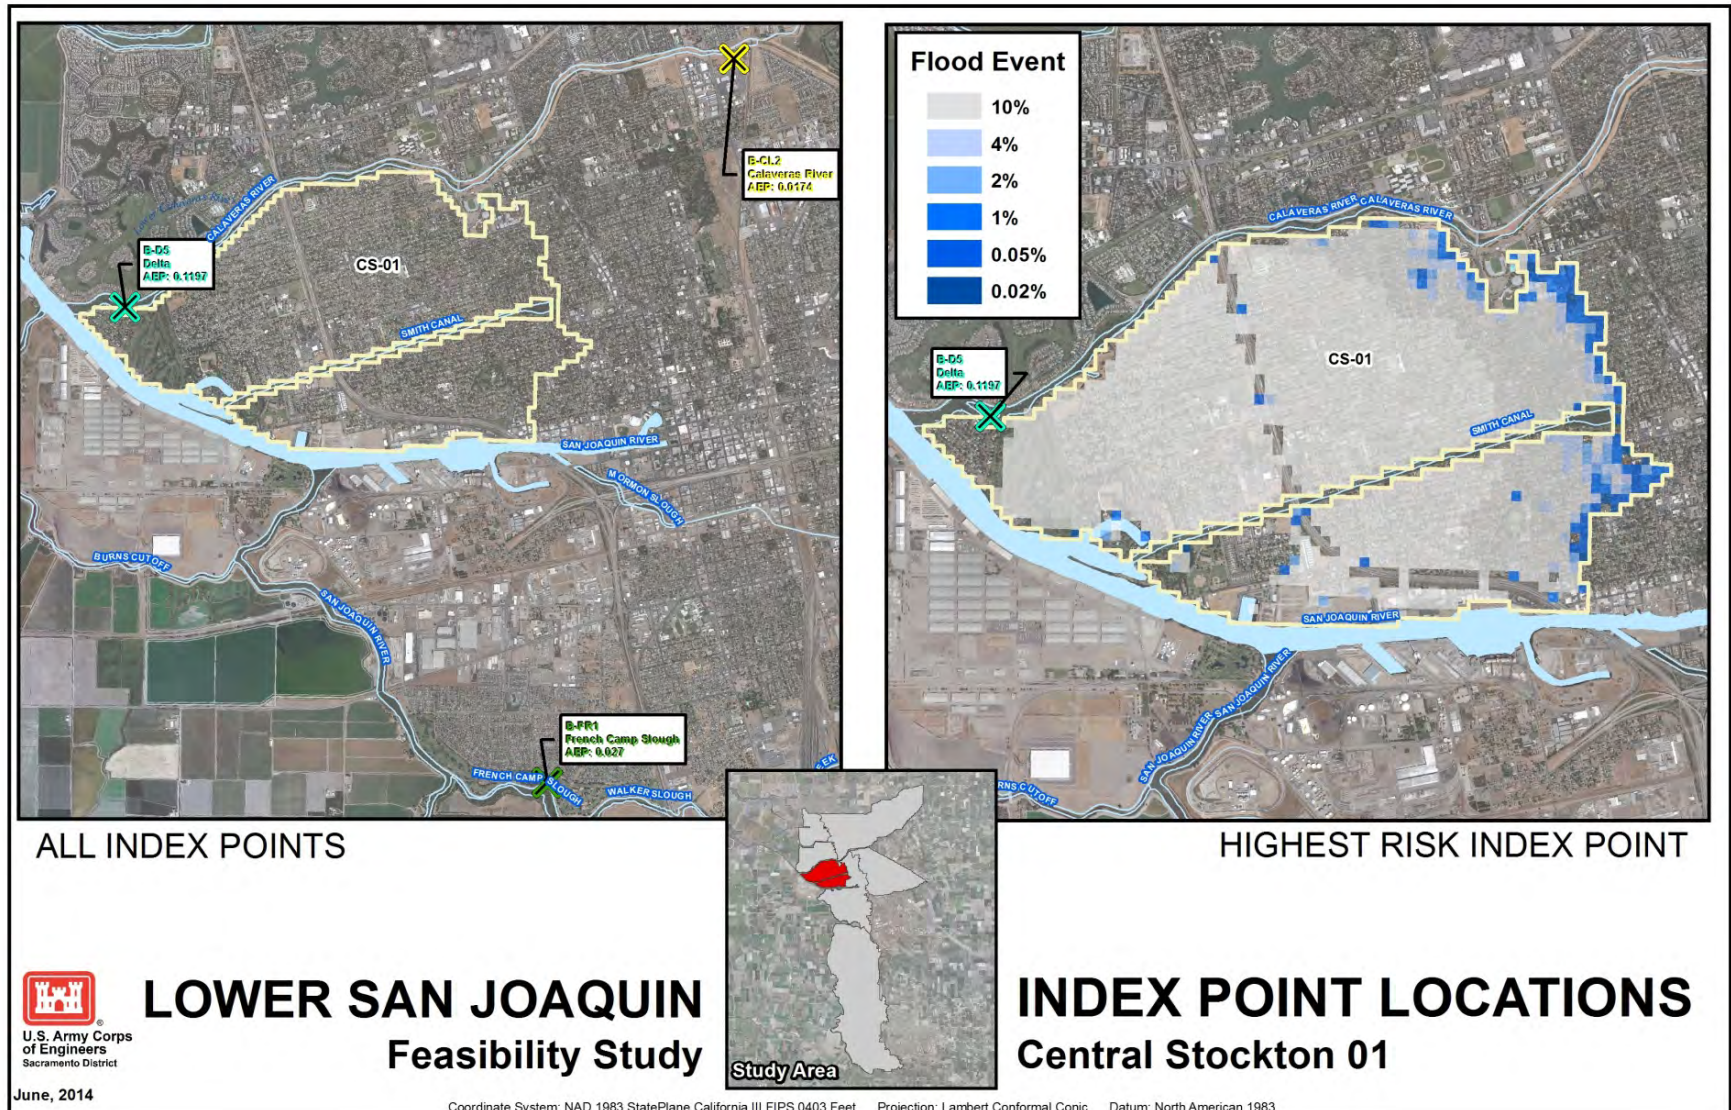 B-CL2
Calaveras River
AEP: 0.0174
CALAVERAS RIVER
B-D5
Delta
AEP: 0.1197
CS-01
SMITH CANAL
SAN JOAQUIN RIVER
MORMON SLOUGH
BURNS CUTOFF
SAN JOAQUIN RIVER
B-FR1
French Camp Slough
AEP: 0.027
FRENCH CAMP SLOUGH
WALKER SLOUGH
EEK
ALL INDEX POINTS
Flood Event
10%
4%
2%
1%
0.05%
0.02%
CALAVERAS RIVER CALAVERAS RIVER
B-D5
Delta
AEP: 0.1197
CS-01
SMITH CANAL
SAN JOAQUIN RIVER
SAN JOAQUIN RIVER SAN JOAQUIN RIVER
RNS CUTOFF
HIGHEST RISK INDEX POINT
Study Area
U.S. Army Corps
of Engineers
Sacramento District
®
LOWER SAN JOAQUIN
Feasibility Study
INDEX POINT LOCATIONS
Central Stockton 01
June, 2014
Coordinate System: NAD 1983 StatePlane California III FIPS 0403 Feet Projection: Lambert Conformal Conic Datum: North American 1983